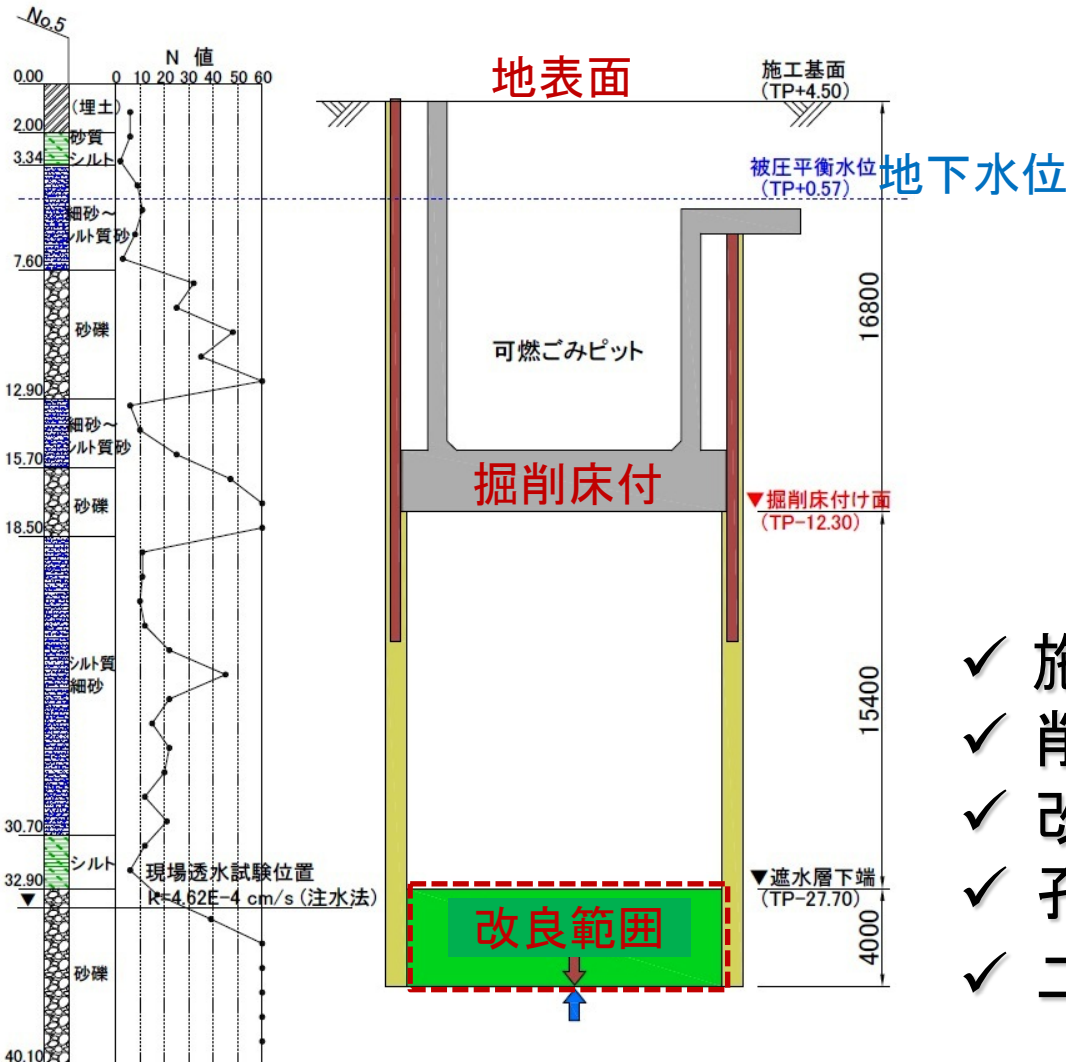 No.5
N 値
0 10 20 30 40 50 60
0.00
(埋土)
2.00
砂質
シルト
3.34
細砂~
シルト質砂
7.60
砂礫
12.90
細砂~
シルト質砂
15.70
砂礫
18.50
シルト質
細砂
30.70
シルト
32.90
▼
現場透水試験位置
k=4.62E-4 cm/s (注水法)
砂礫
40.10
地表面
施工基面
(TP+4.50)
被圧平衡水位
(TP+0.57)
地下水位
16800
可燃ごみピット
掘削床付
▼掘削床付け面
(TP-12.30)
15400
▼遮水層下端
(TP-27.70)
改良範囲
4000
✓ 施
✓ 削
✓ 改
✓ 孔
✓ 二